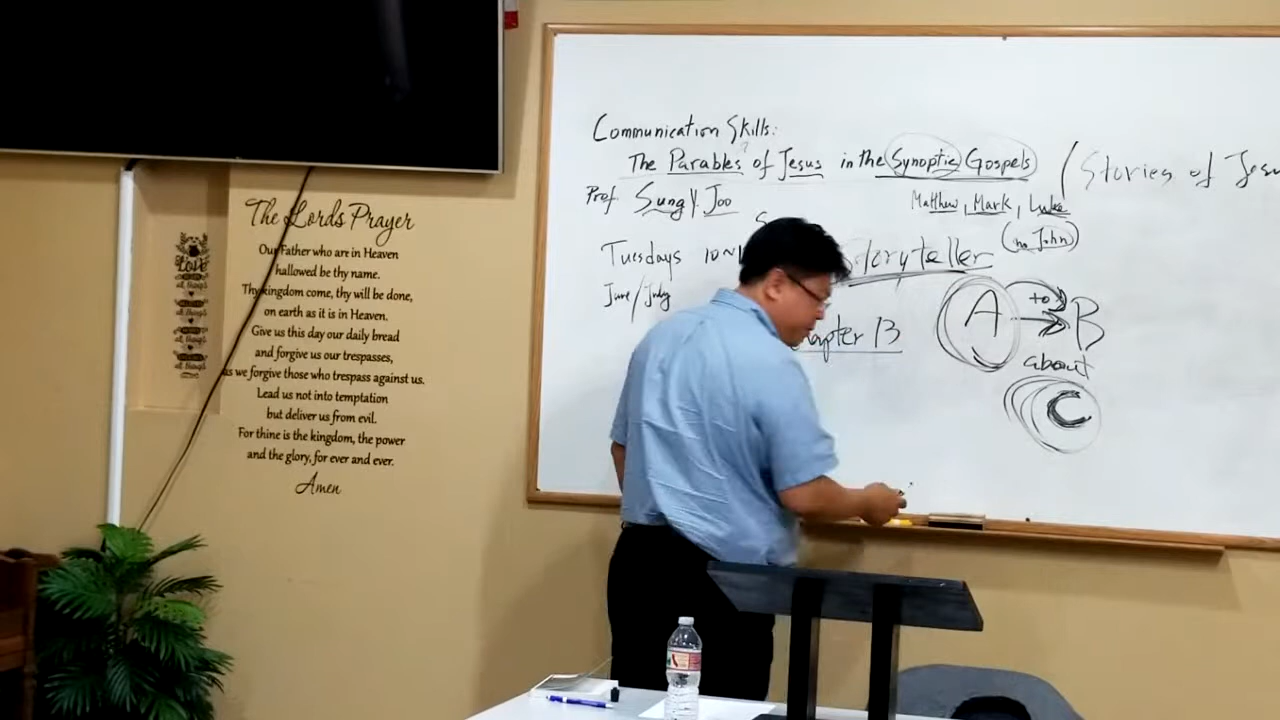 The Lords Prayer
Our Father who are in Heaven
hallowed be thy name.
Thy kingdom come, thy will be done,
on earth as it is in Heaven.
Give us this day our daily bread
and forgive us our trespasses,
as we forgive those who trespass against us.
Lead us not into temptation
but deliver us from evil.
For thine is the kingdom, the power
and the glory, for ever and ever.
Amen
Love
Communication Skills:
The Parables of Jesus in the Synoptic Gospels / Stories of Jesu
Prof. Sung Y. Joo
Matthew, Mark, Luke
(no John)
Tuesdays 10~1
Storyteller
June/July
A to B
about
C